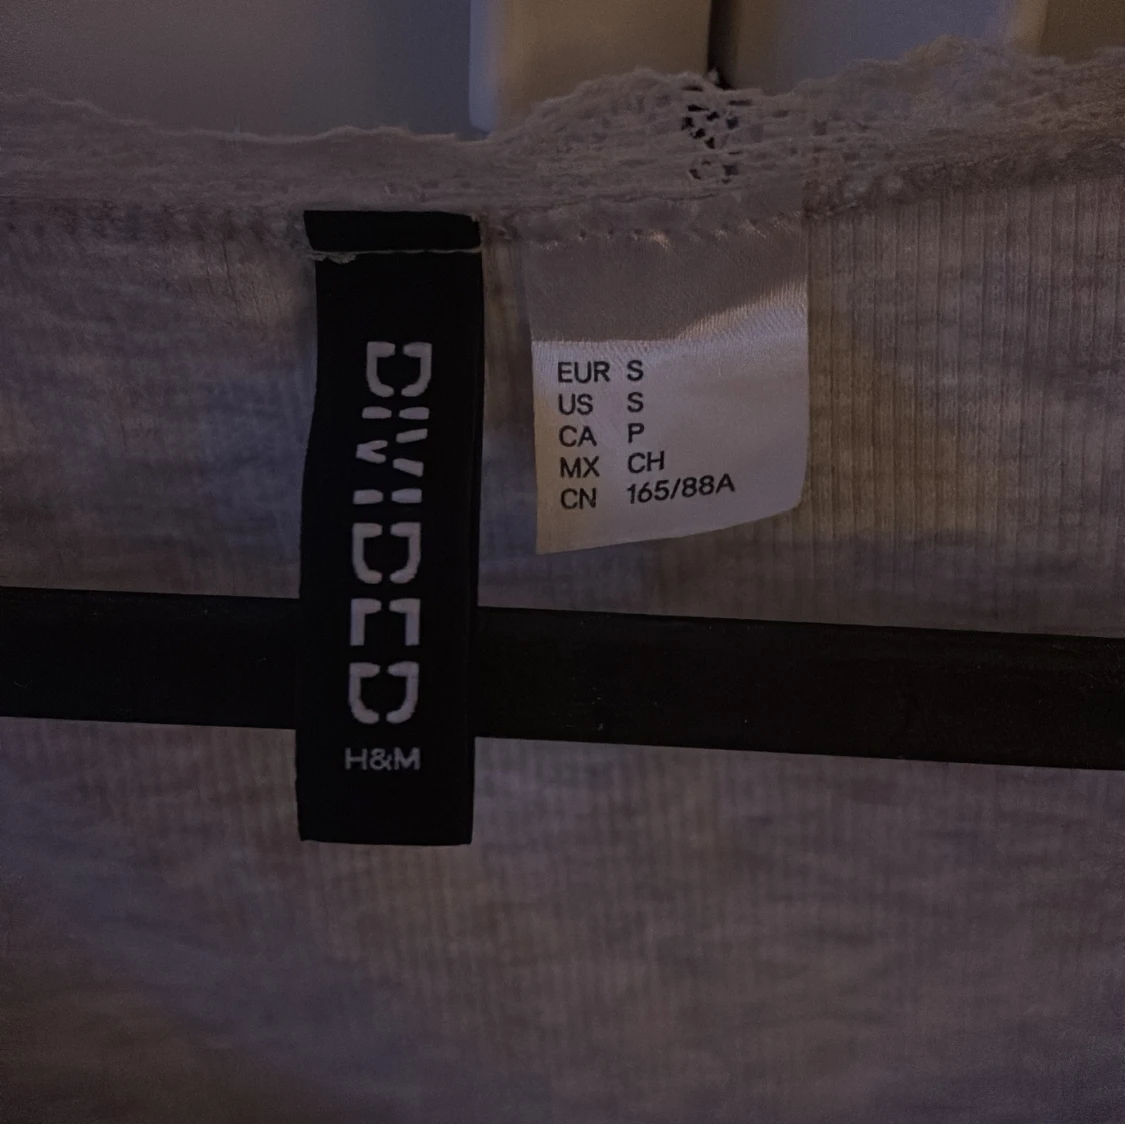 DIVIDED
H&M
EUR S
US S
CA P
MX CH
CN 165/88A